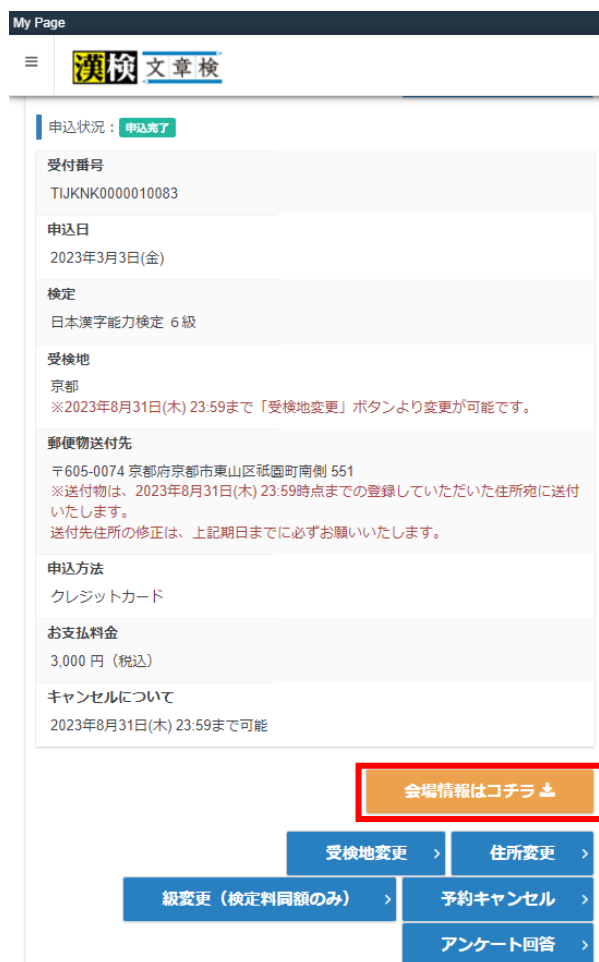 My Page
漢検 文章検
申込状況：申込完了
受付番号
TIJKNK0000010083
申込日
2023年3月3日(金)
検定
日本漢字能力検定 ６級
受検地
京都
※2023年8月31日(木) 23:59まで「受検地変更」ボタンより変更が可能です。
郵便物送付先
〒605-0074 京都府京都市東山区祇園町南側 551
※送付物は、2023年8月31日(木) 23:59時点までの登録していただいた住所宛に送付
いたします。
送付先住所の修正は、上記期日までに必ずお願いいたします。
申込方法
クレジットカード
お支払料金
3,000 円（税込）
キャンセルについて
2023年8月31日(木) 23:59まで可能
会場情報はコチラ
受検地変更
住所変更
級変更（検定料同額のみ）
予約キャンセル
アンケート回答